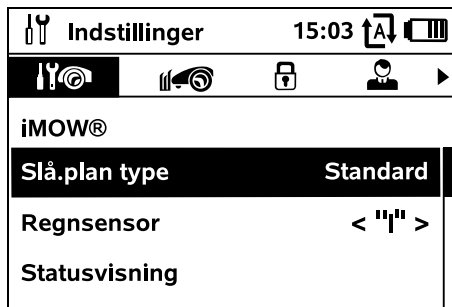 Indstillinger 15:03 A
iMOW®
Slå.plan type Standard
Regnsensor < "I" >
Statusvisning